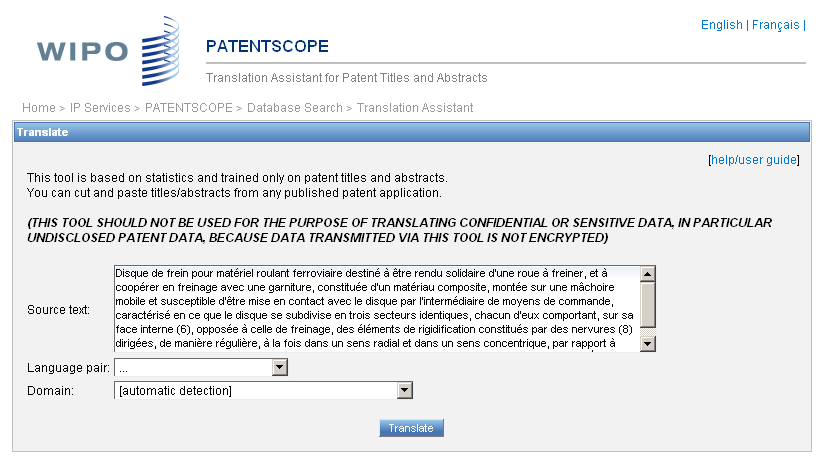 English | Français |
WIPO
PATENTSCOPE
Translation Assistant for Patent Titles and Abstracts
Home > IP Services > PATENTSCOPE > Database Search > Translation Assistant
Translate
[help/user guide]
This tool is based on statistics and trained only on patent titles and abstracts.
You can cut and paste titles/abstracts from any published patent application.
(THIS TOOL SHOULD NOT BE USED FOR THE PURPOSE OF TRANSLATING CONFIDENTIAL OR SENSITIVE DATA, IN PARTICULAR
UNDISCLOSED PATENT DATA, BECAUSE DATA TRANSMITTED VIA THIS TOOL IS NOT ENCRYPTED)
Source text:
Disque de frein pour matériel roulant ferroviaire destiné à être rendu solidaire d'une roue à freiner, et à
coopérer en freinage avec une garniture, constituée d'un matériau composite, montée sur une mâchoire
mobile et susceptible d'être mise en contact avec le disque par l'intermédiaire de moyens de commande,
caractérisé en ce que le disque se subdivise en trois secteurs identiques, chacun d'eux comportant, sur sa
face interne (6), opposée à celle de freinage, des éléments de rigidification constitués par des nervures (8)
dirigées, de manière régulière, à la fois dans un sens radial et dans un sens concentrique, par rapport à
Language pair: ...
Domain: [automatic detection]
Translate